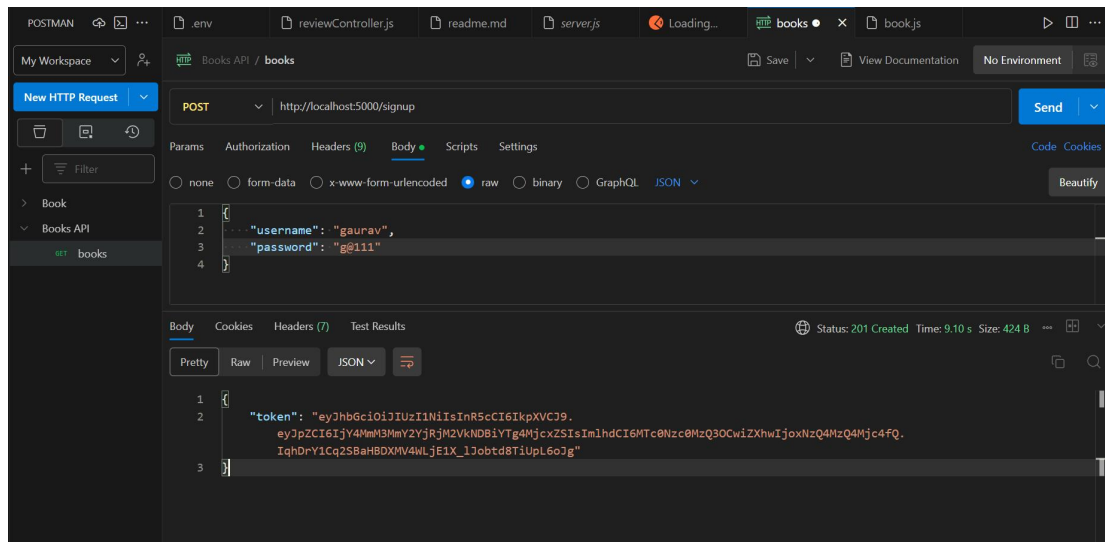 POSTMAN ... .env reviewController.js readme.md server.js Loading... books book.js ...
My Workspace Books API / books Save View Documentation No Environment
New HTTP Request POST http://localhost:5000/signup Send
Params Authorization Headers (9) Body Scripts Settings Code Cookies
Filter
none form-data x-www-form-urlencoded raw binary GraphQL JSON Beautify
Book
Books API
GET books
1 {
2 "username": "gaurav",
3 "password": "g@111"
4 }
Body Cookies Headers (7) Test Results Status: 201 Created Time: 9.10 s Size: 424 B
Pretty Raw Preview JSON
1 {
2 "token": "eyJhbGciOiJIUzI1NiIsInR5cCI6IkpXVCJ9.
eyJpZCI6IjY4MmM3MmY2YjRjM2VkNDBiYTg4MjcxZSIsImlhdCI6MTc0Nzc0MzQ3OCwiZXhwIjoxNzQ4MzQ4Mjc4fQ.
IqhDrY1Cq2SBaHBDXMV4WLjE1X_lJobtd8TiUpL6oJg"
3 }